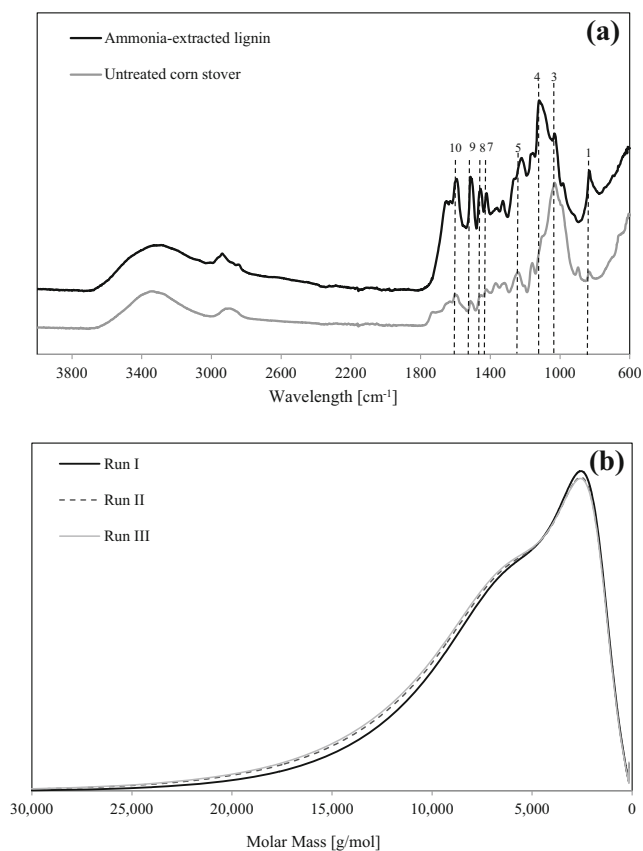 (a)
Ammonia-extracted lignin
Untreated corn stover
4 3
10 9 8 7 5 1
3800 3400 3000 2600 2200 1800 1400 1000 600
Wavelength [cm⁻¹]
(b)
Run I
Run II
Run III
30,000 25,000 20,000 15,000 10,000 5,000 0
Molar Mass [g/mol]